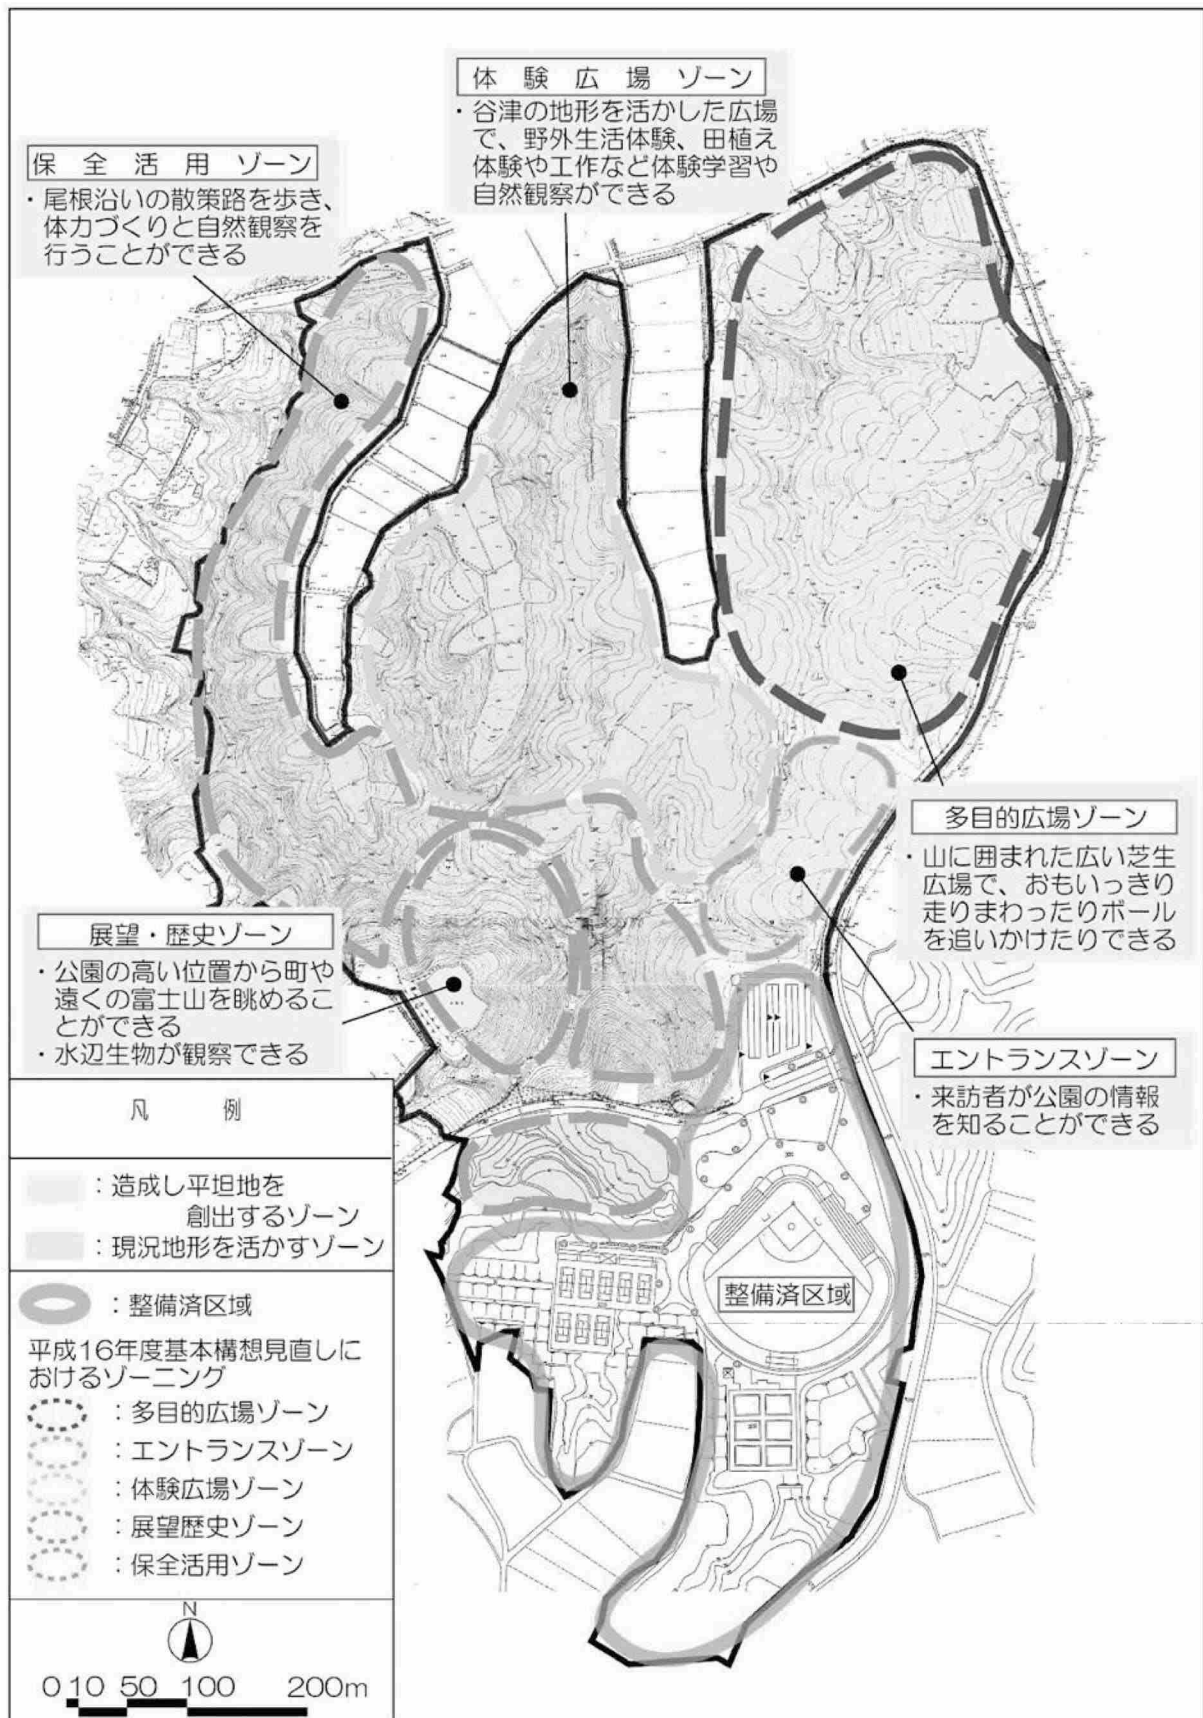 体験広場 ゾーン
・谷津の地形を活かした広場
で、野外生活体験、田植え
体験や工作など体験学習や
自然観察ができる
保全活用 ゾーン
・尾根沿いの散策路を歩き、
体力づくりと自然観察を
行うことができる
多目的広場ゾーン
・山に囲まれた広い芝生
広場で、おもいっきり
走りまわったりボール
を追いかけたりできる
展望・歴史ゾーン
・公園の高い位置から町や
遠くの富士山を眺めるこ
とができる
・水辺生物が観察できる
エントランスゾーン
・来訪者が公園の情報
を知ることができる
整備済区域
凡例
：造成し平坦地を
創出するゾーン
：現況地形を活かすゾーン
：整備済区域
平成16年度基本構想見直しに
おけるゾーニング
：多目的広場ゾーン
：エントランスゾーン
：体験広場ゾーン
：展望歴史ゾーン
：保全活用ゾーン
N
0 10 50 100 200m